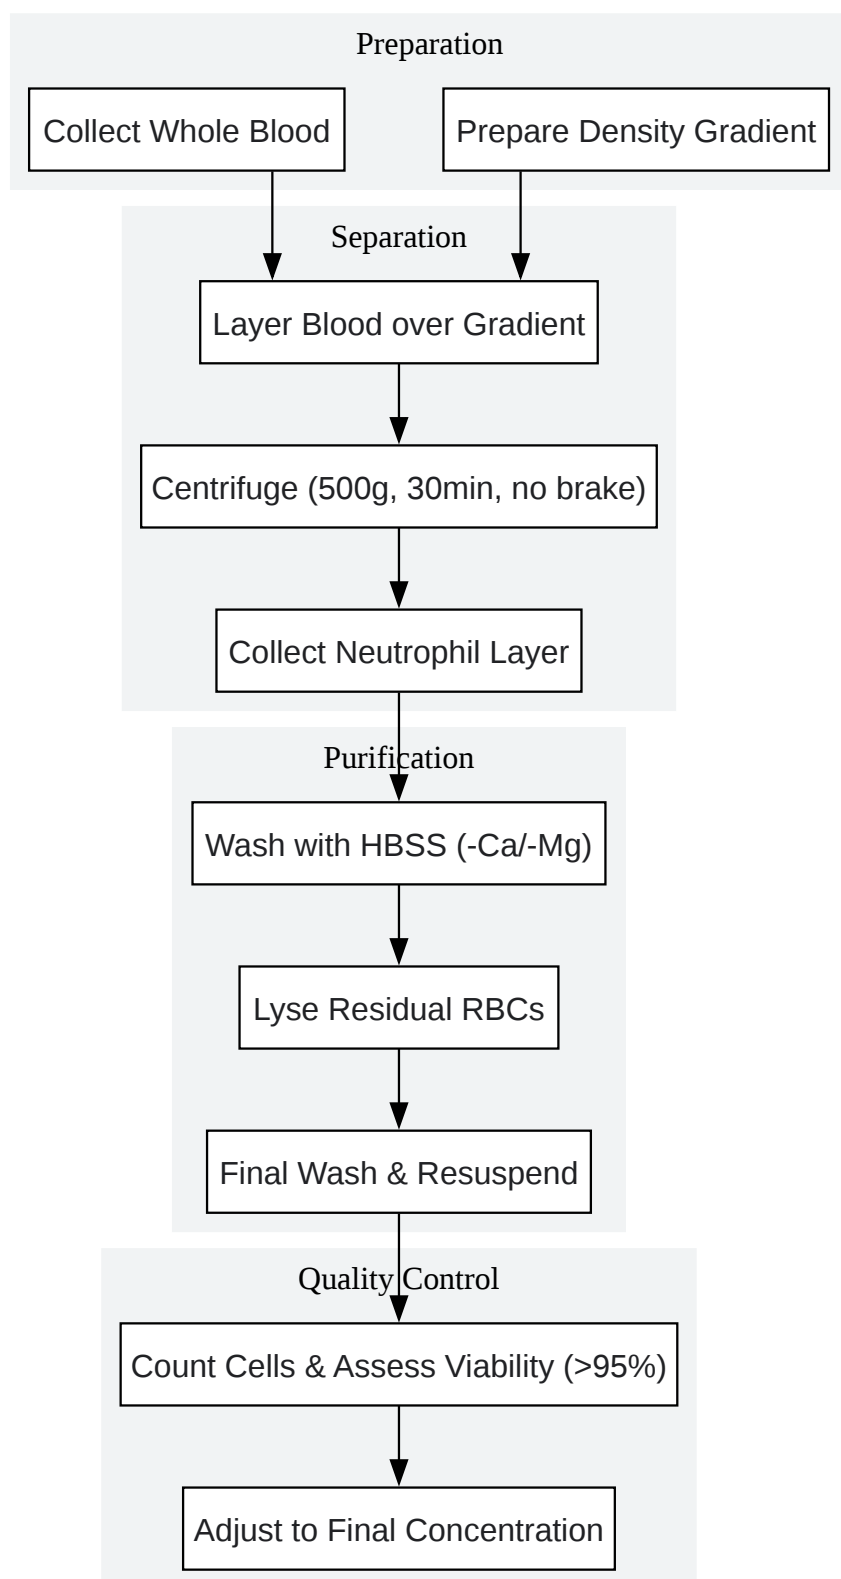 Preparation
Collect Whole Blood
Prepare Density Gradient
Separation
Layer Blood over Gradient
Centrifuge (500g, 30min, no brake)
Collect Neutrophil Layer
Purification
Wash with HBSS (-Ca/-Mg)
Lyse Residual RBCs
Final Wash & Resuspend
Quality Control
Count Cells & Assess Viability (>95%)
Adjust to Final Concentration